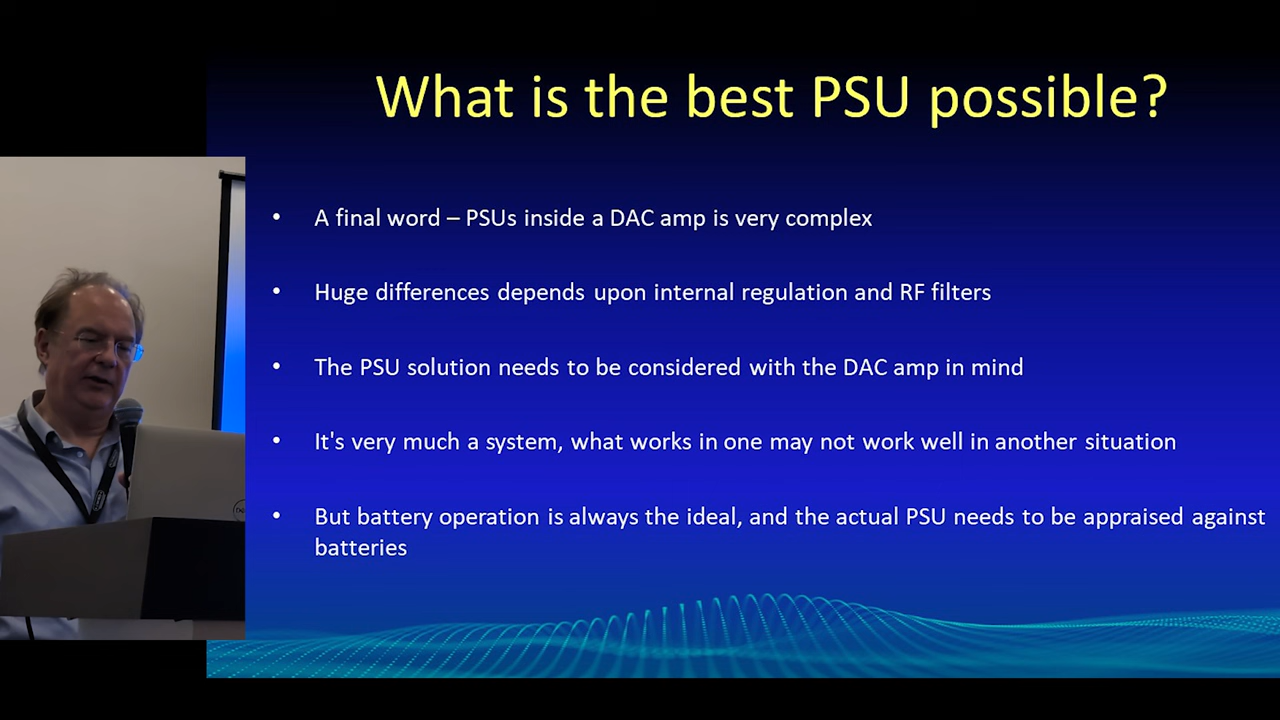 What is the best PSU possible?
• A final word – PSUs inside a DAC amp is very complex
• Huge differences depends upon internal regulation and RF filters
• The PSU solution needs to be considered with the DAC amp in mind
• It's very much a system, what works in one may not work well in another situation
• But battery operation is always the ideal, and the actual PSU needs to be appraised against
batteries